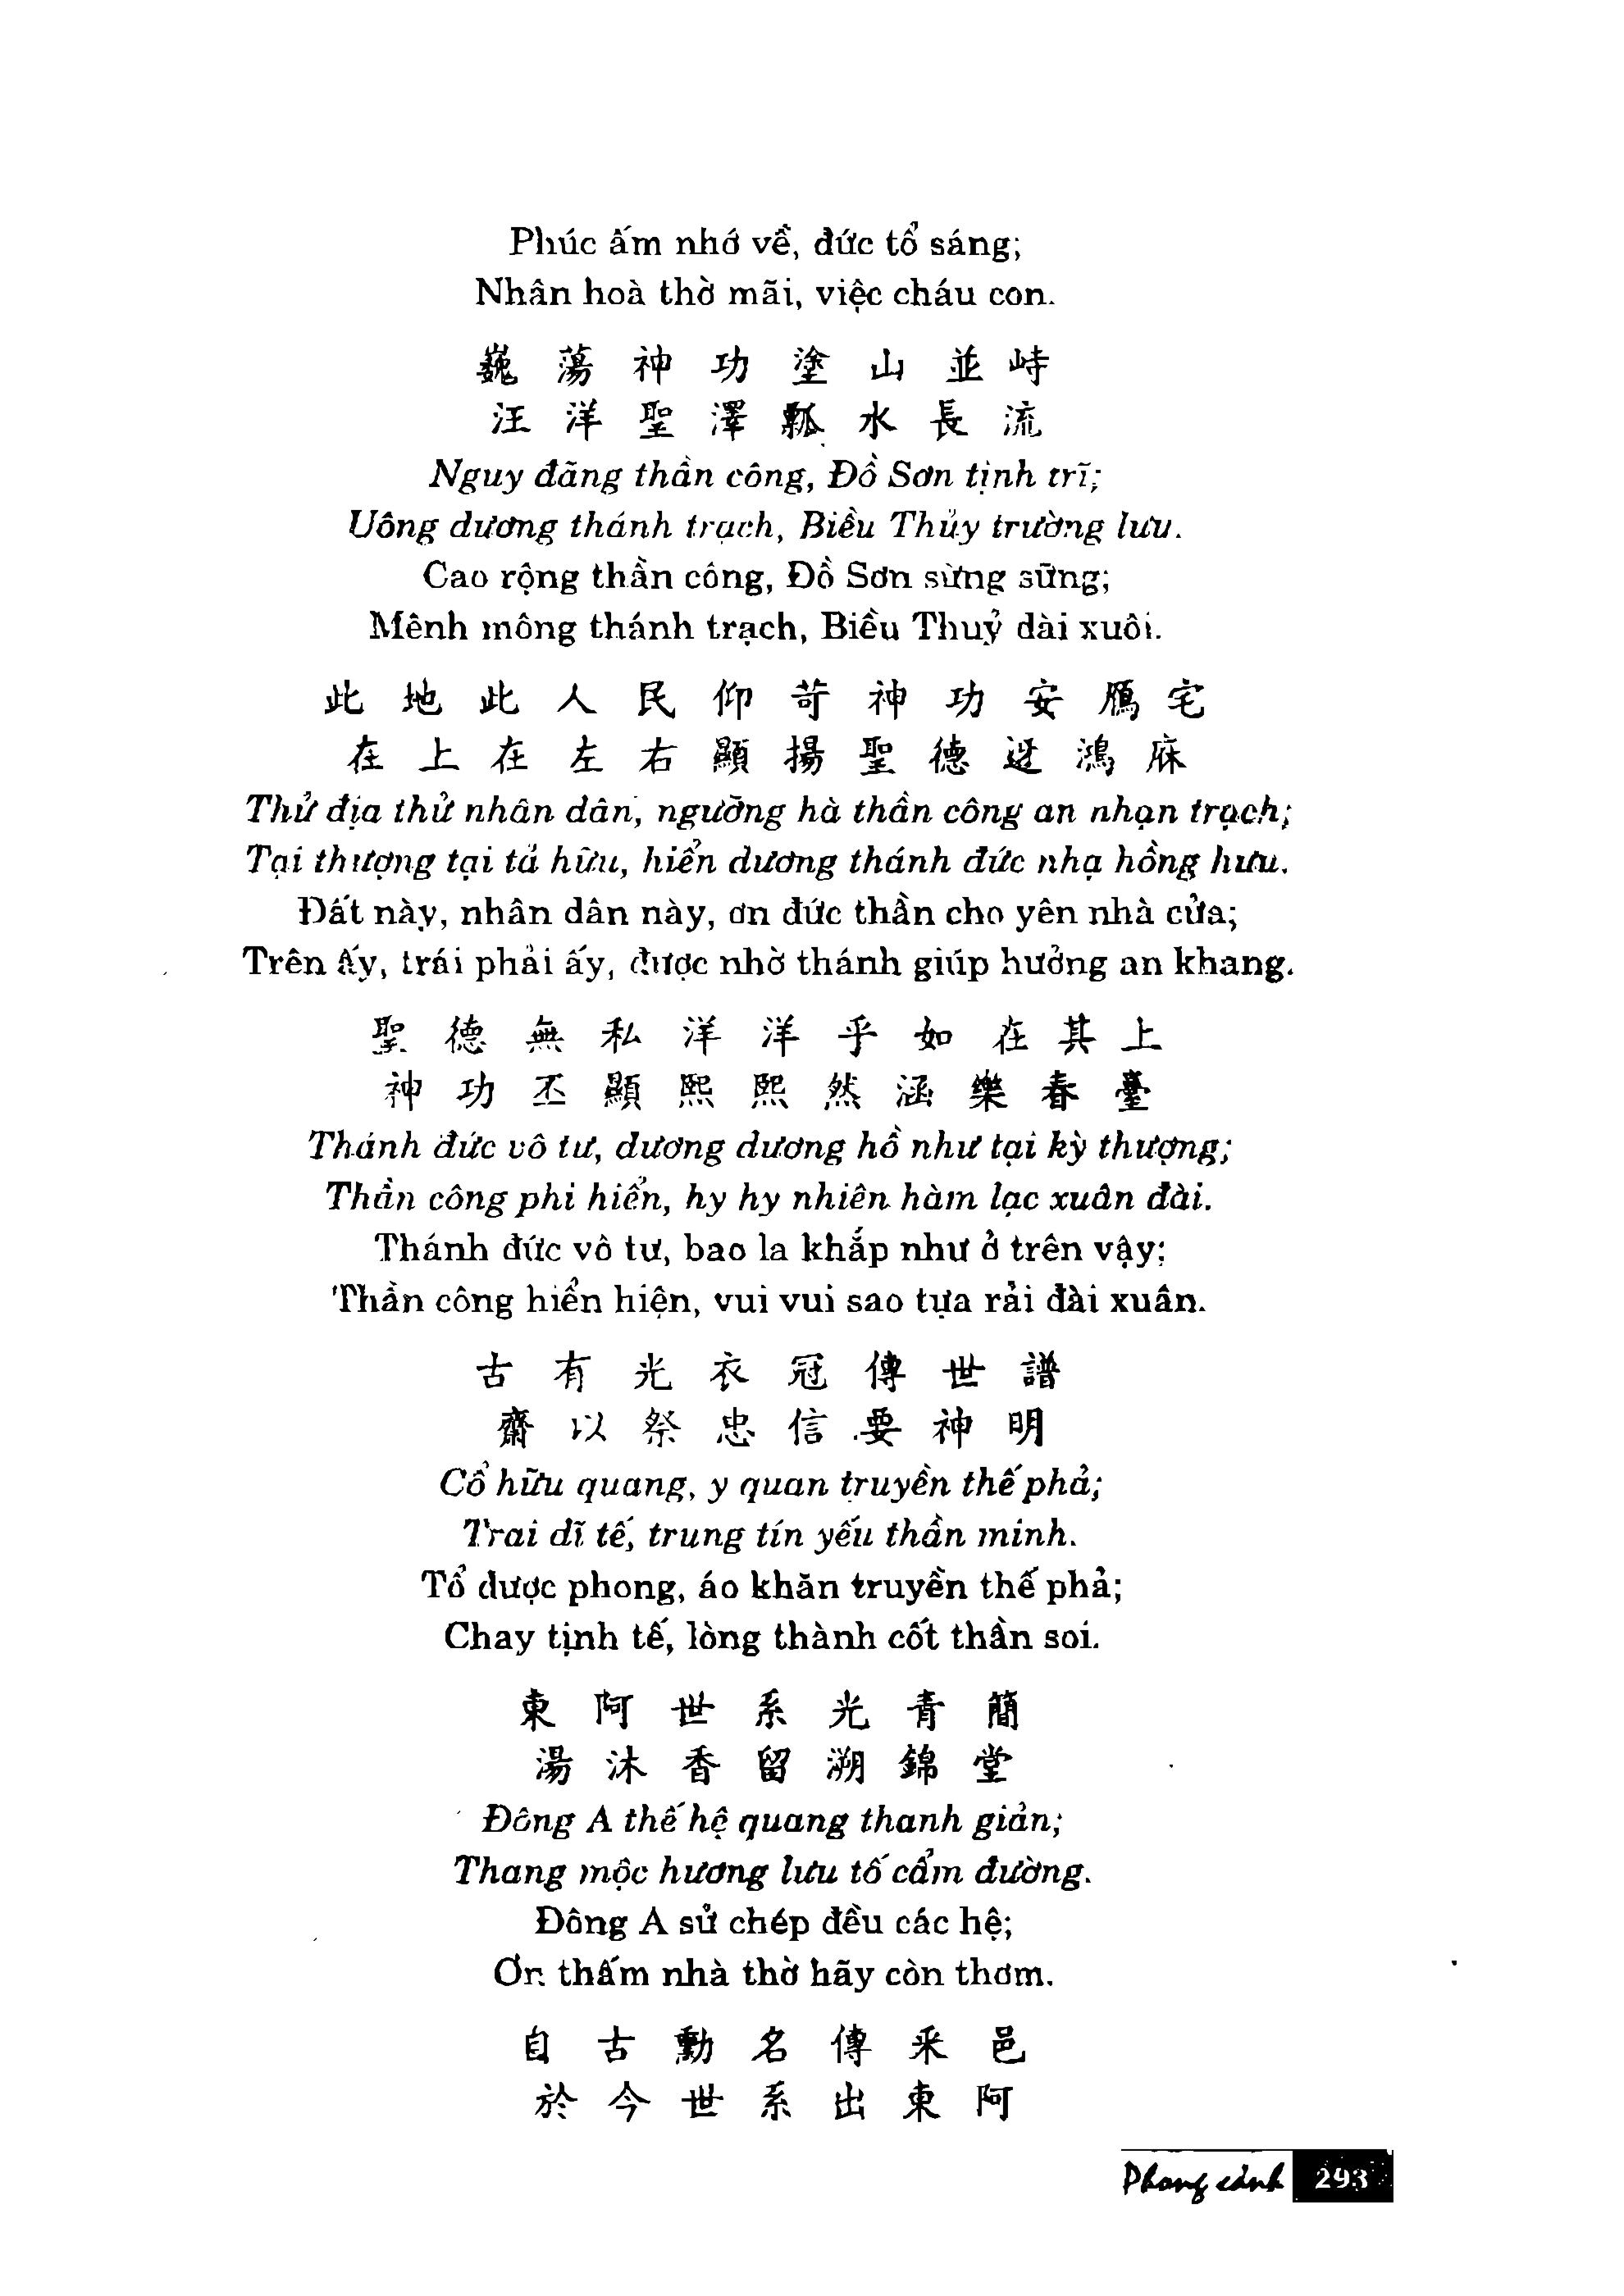 Phúc ấm nhớ về, đức tổ sáng;
Nhân hoà thờ mãi, việc cháu con.
巍蕩神功塗山並峙
汪洋聖澤瓢水長流
Nguy đãng thần công, Đồ Sơn tịnh trĩ;
Uông dương thánh trạch, Biều Thủy trường lưu.
Cao rộng thần công, Đồ Sơn sừng sững;
Mênh mông thánh trạch, Biều Thuỷ dài xuôi.
此地此人民仰苛神功安鴈宅
在上在左右顯揚聖德迓鴻庥
Thử địa thử nhân dân, ngưỡng hà thần công an nhạn trạch;
Tại thượng tại tả hữu, hiển dương thánh đức nhạ hồng hưu.
Đất này, nhân dân này, ơn đức thần cho yên nhà cửa;
Trên ấy, trái phải ấy, được nhờ thánh giúp hưởng an khang.
聖德無私洋洋乎如在其上
神功丕顯熙熙然涵樂春臺
Thánh đức vô tư, dương dương hồ như tại kỳ thượng;
Thần công phi hiển, hy hy nhiên hàm lạc xuân đài.
Thánh đức vô tư, bao la khắp như ở trên vậy;
Thần công hiển hiện, vui vui sao tựa rải đài xuân.
古有光衣冠傳世譜
齋以祭忠信要神明
Cổ hữu quang, y quan truyền thế phả;
Trai dĩ tế, trung tín yếu thần minh.
Tổ được phong, áo khăn truyền thế phả;
Chay tịnh tế, lòng thành cốt thần soi.
東阿世系光青簡
湯沐香留溯錦堂
Đông A thế hệ quang thanh giản;
Thang mộc hương lưu tố cẩm đường.
Đông A sử chép đều các hệ;
Ơn thấm nhà thờ hãy còn thơm.
自古勳名傳采邑
於今世系出東阿
Phong cảnh 293